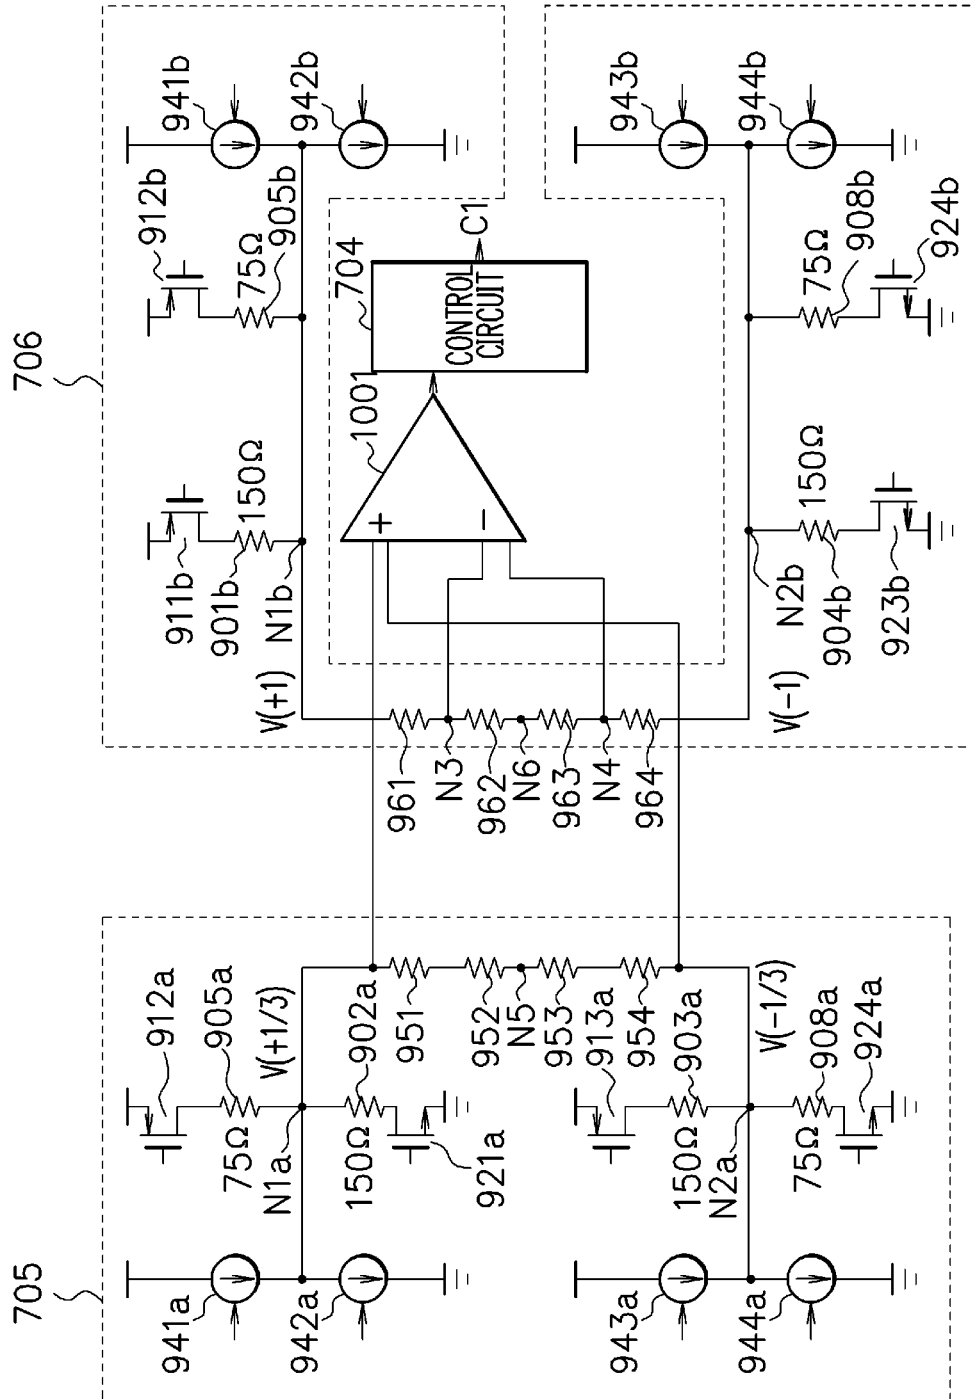 705
706
941a
942a
943a
944a
912a
905a
75Ω
V(+1/3)
N1a
150Ω
902a
921a
951
952
N5
953
954
913a
150Ω
903a
N2a
V(-1/3)
75Ω
908a
924a
961
N3
962
N6
963
N4
964
V(+1)
V(-1)
911b
901b
150Ω
N1b
912b
75Ω
905b
941b
942b
1001
+
−
704
CONTROL
CIRCUIT
C1
N2b
150Ω
904b
923b
75Ω
908b
924b
943b
944b